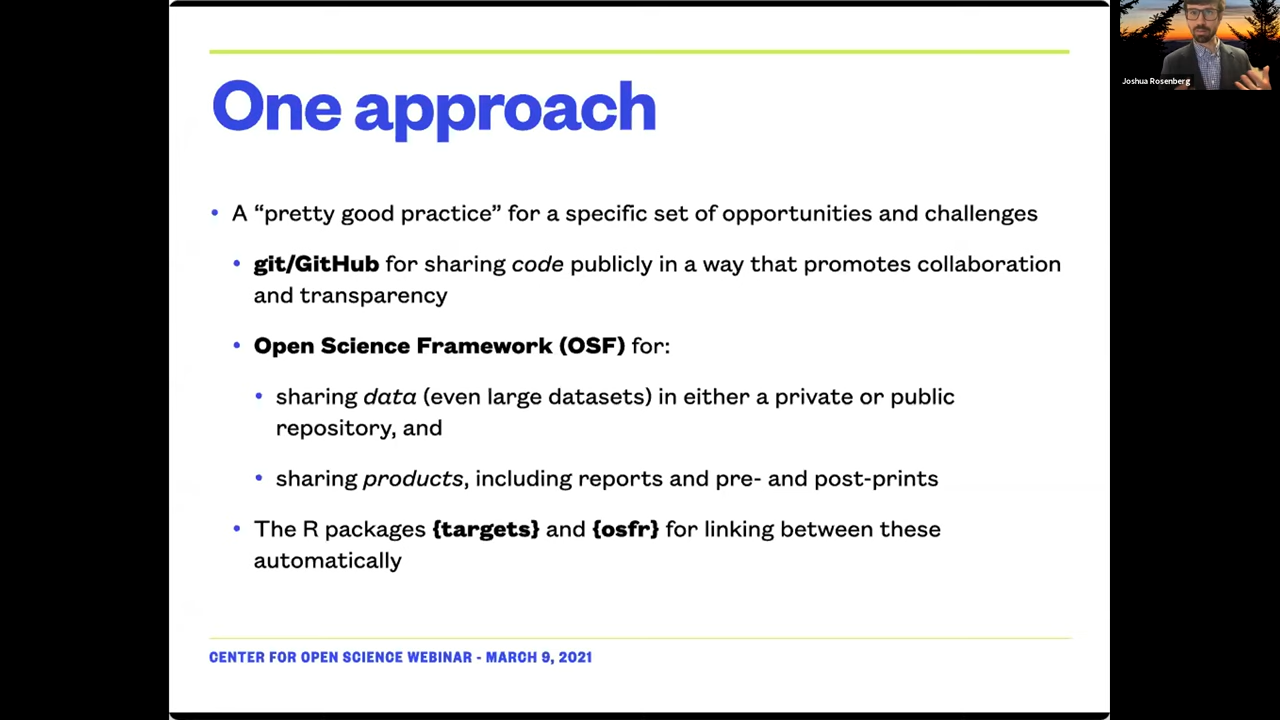 One approach
• A “pretty good practice” for a specific set of opportunities and challenges
• git/GitHub for sharing code publicly in a way that promotes collaboration
and transparency
• Open Science Framework (OSF) for:
• sharing data (even large datasets) in either a private or public
repository, and
• sharing products, including reports and pre- and post-prints
• The R packages {targets} and {osfr} for linking between these
automatically
CENTER FOR OPEN SCIENCE WEBINAR - MARCH 9, 2021
Joshua Rosenberg